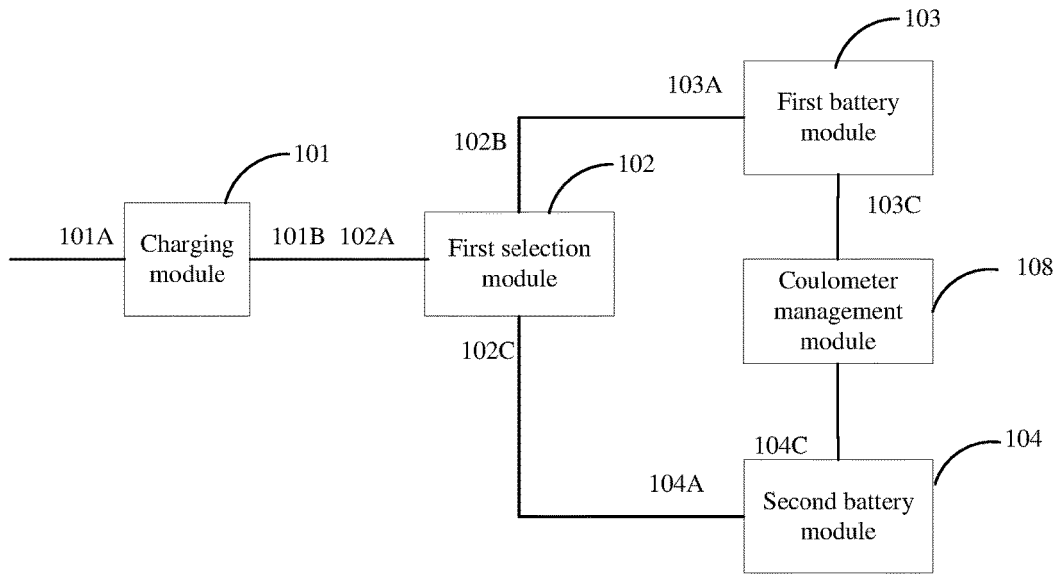 103
103A
First battery
module
102B
101
102
103C
101A
Charging
module
101B 102A
First selection
module
108
Coulometer
management
module
102C
104C
104
104A
Second battery
module